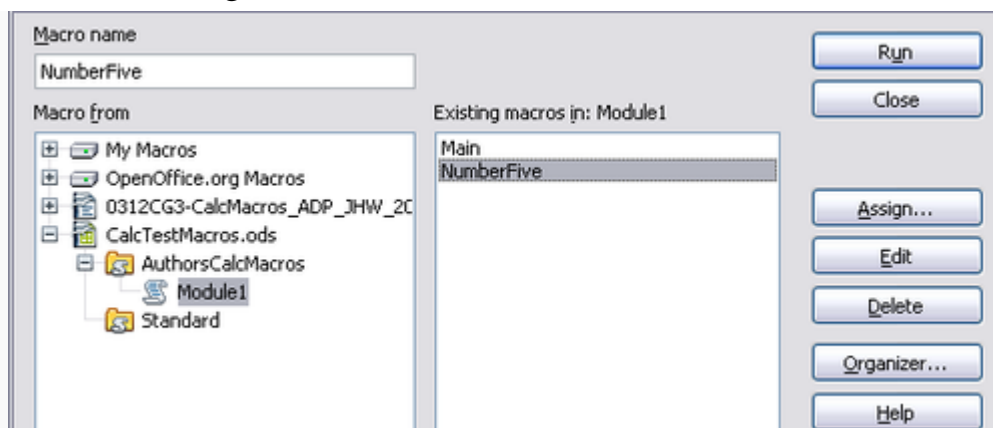 Macro name
NumberFive
Macro from
My Macros
OpenOffice.org Macros
0312CG3-CalcMacros_ADP_JHW_20
CalcTestMacros.ods
AuthorsCalcMacros
Module1
Standard
Existing macros in: Module1
Main
NumberFive
Run
Close
Assign...
Edit
Delete
Organizer...
Help